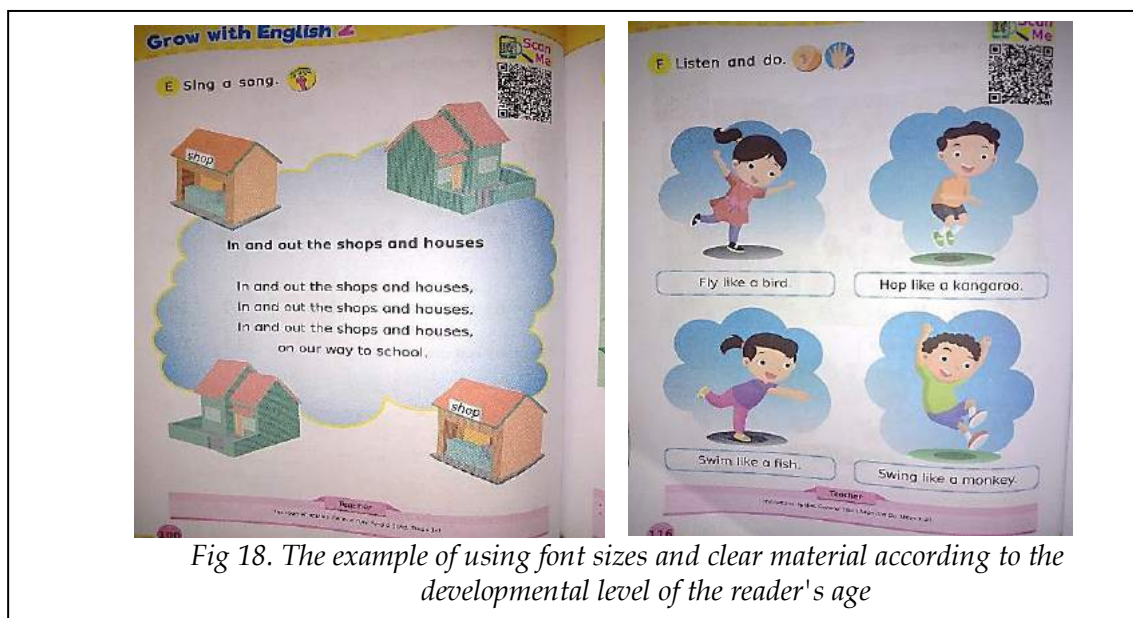 Grow with English 2
Scan
Me
E Sing a song.
shop
In and out the shops and houses
In and out the shops and houses,
In and out the shops and houses,
In and out the shops and houses,
on our way to school.
shop
Teacher
Scan
Me
F Listen and do.
Fly like a bird.
Hop like a kangaroo.
Swim like a fish.
Swing like a monkey.
Teacher
116
Fig 18. The example of using font sizes and clear material according to the
developmental level of the reader's age